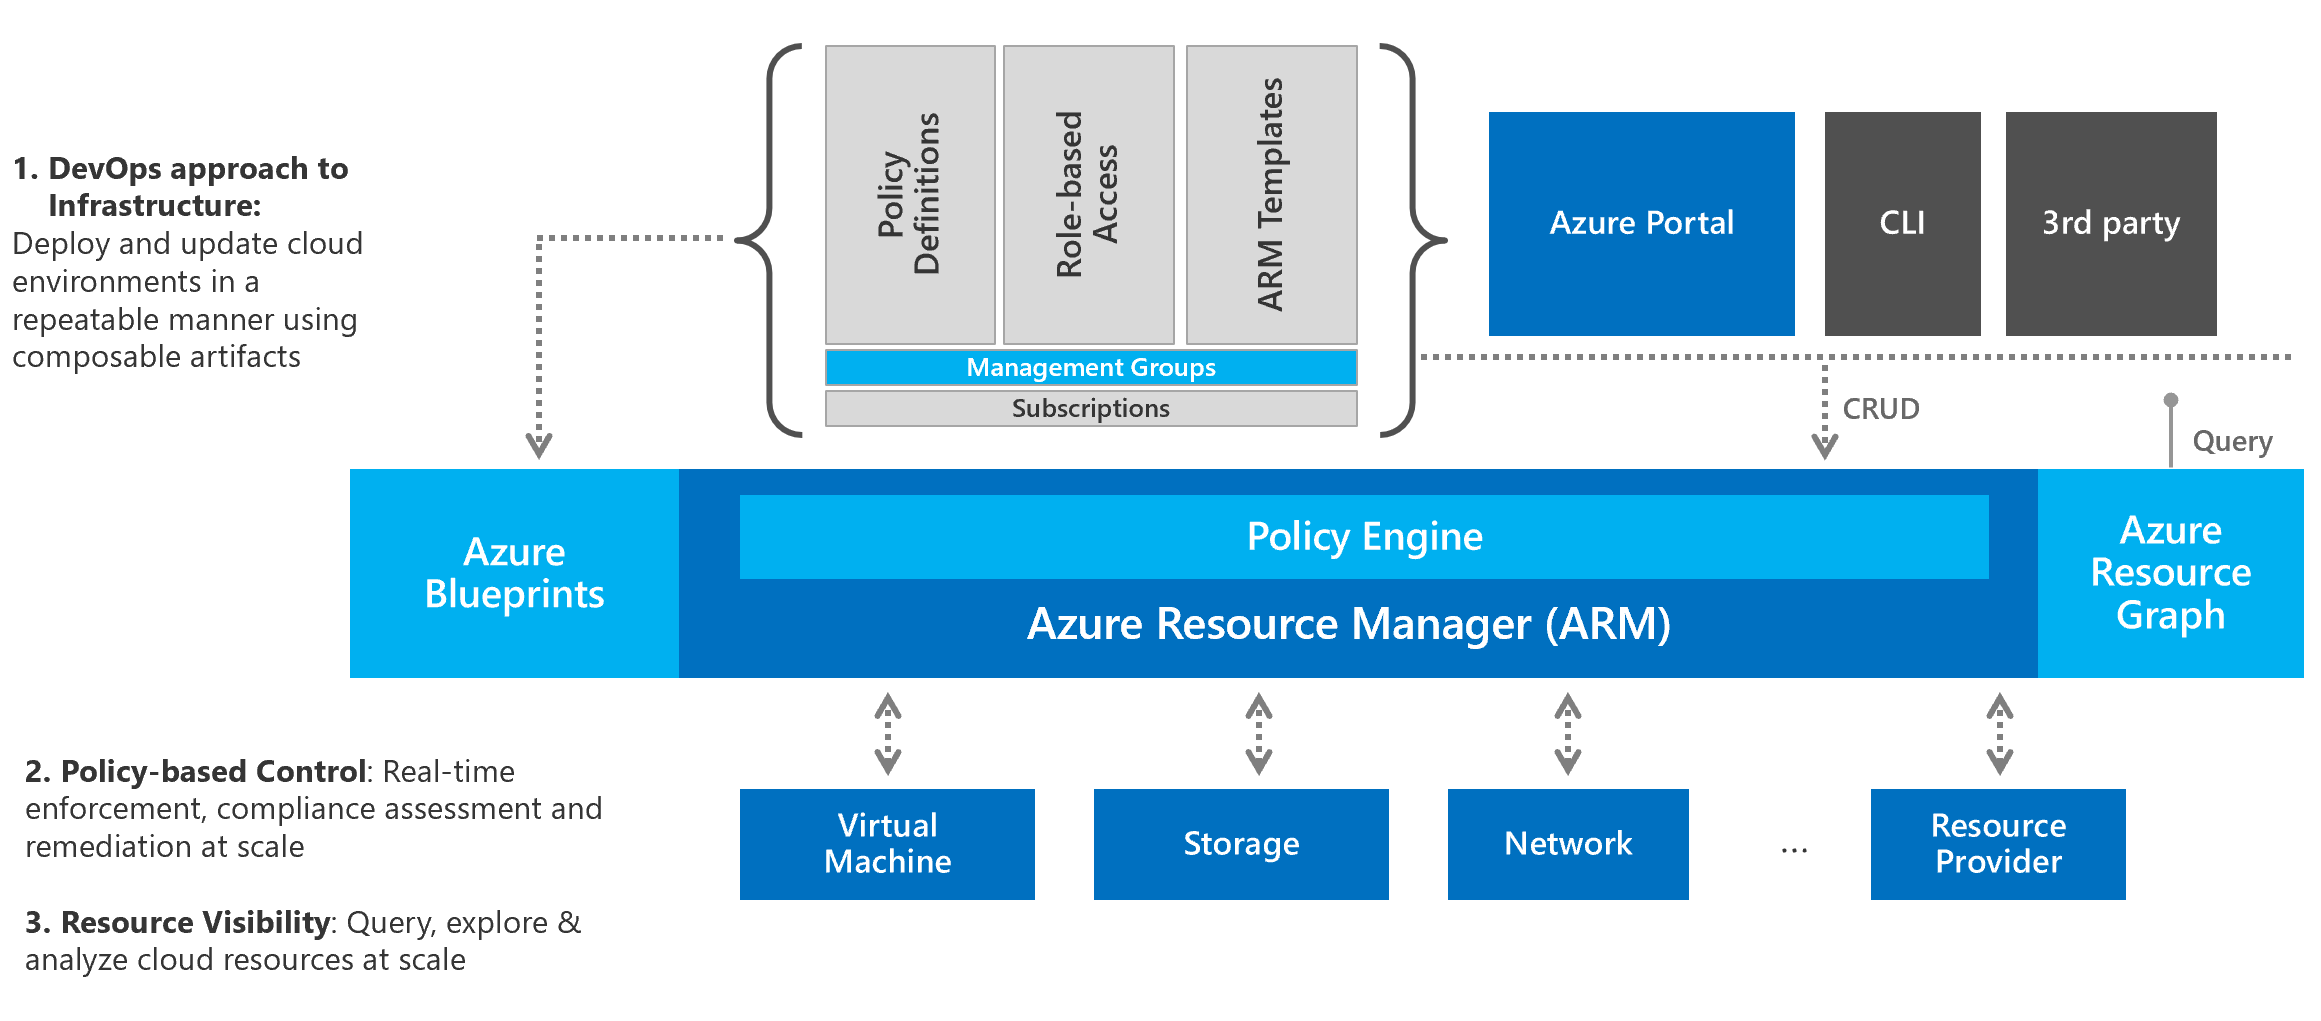 1. DevOps approach to
Infrastructure:
Deploy and update cloud
environments in a
repeatable manner using
composable artifacts
Policy
Definitions
Role-based
Access
ARM Templates
Management Groups
Subscriptions
Azure Portal
CLI
3rd party
CRUD
Query
Azure
Blueprints
Policy Engine
Azure Resource Manager (ARM)
Azure
Resource
Graph
2. Policy-based Control: Real-time
enforcement, compliance assessment and
remediation at scale
3. Resource Visibility: Query, explore &
analyze cloud resources at scale
Virtual
Machine
Storage
Network
...
Resource
Provider